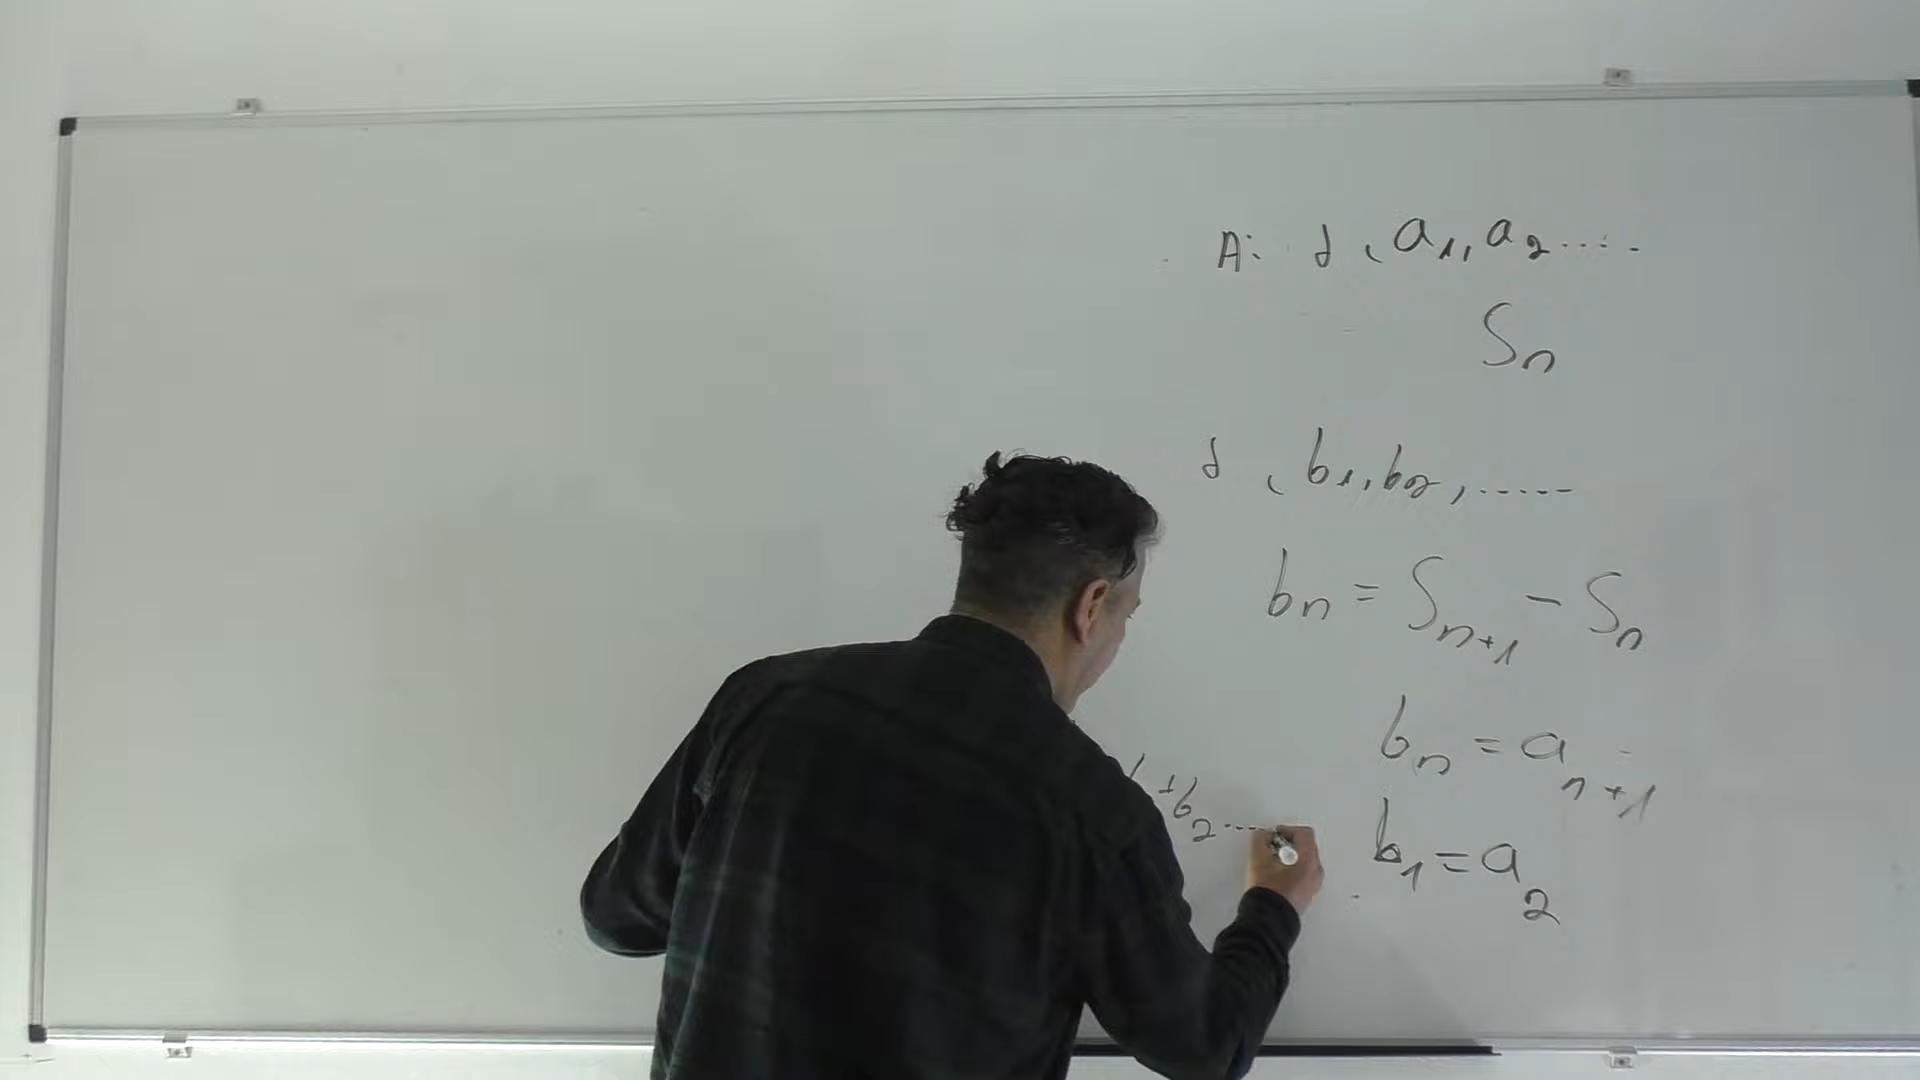 A: d, a1, a2.....
Sn
d, b1, b2, .....
bn = Sn+1 - Sn
bn = an+1
+b2.....
b1 = a2